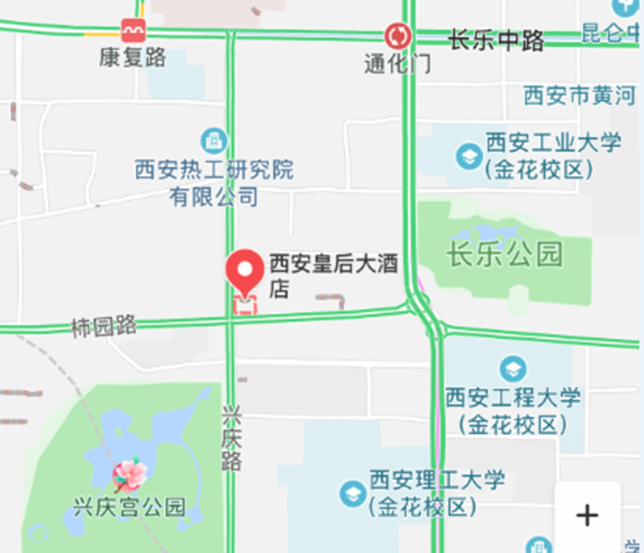 长乐中路
昆仑中
康复路
通化门
西安市黄河
西安工业大学
(金花校区)
西安热工研究院
有限公司
长乐公园
西安皇后大酒
店
柿园路
西安工程大学
(金花校区)
兴庆路
西安理工大学
(金花校区)
兴庆宫公园
+
学